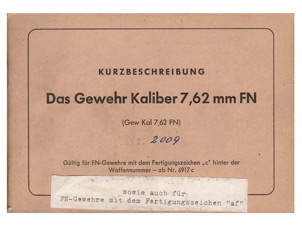 KURZBESCHREIBUNG
Das Gewehr Kaliber 7,62 mm FN
(Gew Kal 7,62 FN)
Nr. 2009
Gültig für FN-Gewehre mit dem Fertigungszeichen „c" hinter der
Waffennummer – ab Nr. 6917 c
sowie auch für
FN-Gewehre mit dem Fertigungszeichen "af"